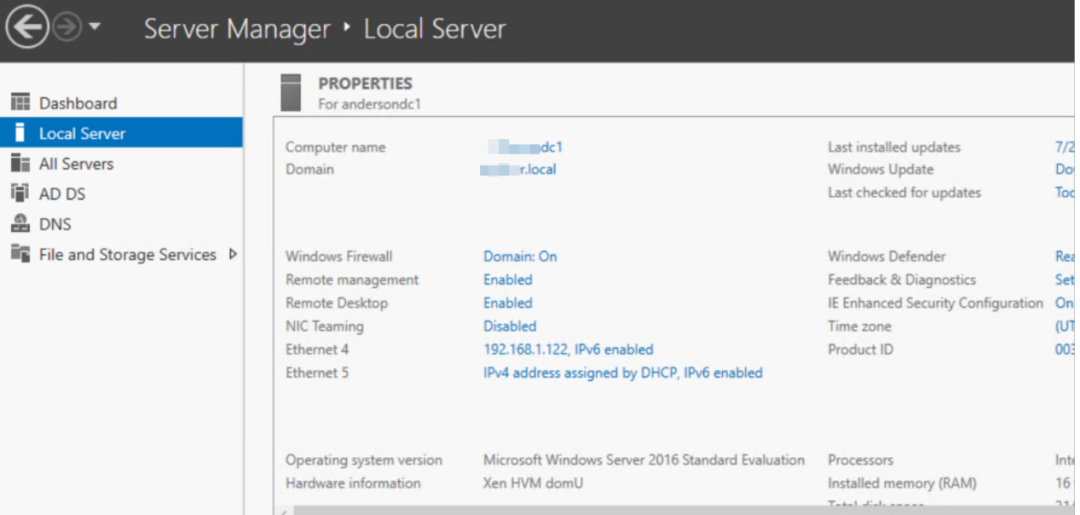 Server Manager ‣ Local Server
Dashboard
Local Server
All Servers
AD DS
DNS
File and Storage Services
PROPERTIES
For andersondc1
Computer name dc1
Domain r.local
Last installed updates 7/2
Windows Update Do
Last checked for updates Too
Windows Firewall Domain: On
Remote management Enabled
Remote Desktop Enabled
NIC Teaming Disabled
Ethernet 4 192.168.1.122, IPv6 enabled
Ethernet 5 IPv4 address assigned by DHCP, IPv6 enabled
Windows Defender Rea
Feedback & Diagnostics Set
IE Enhanced Security Configuration On
Time zone (UT
Product ID 003
Operating system version Microsoft Windows Server 2016 Standard Evaluation
Hardware information Xen HVM domU
Processors Inte
Installed memory (RAM) 16
Total disk space